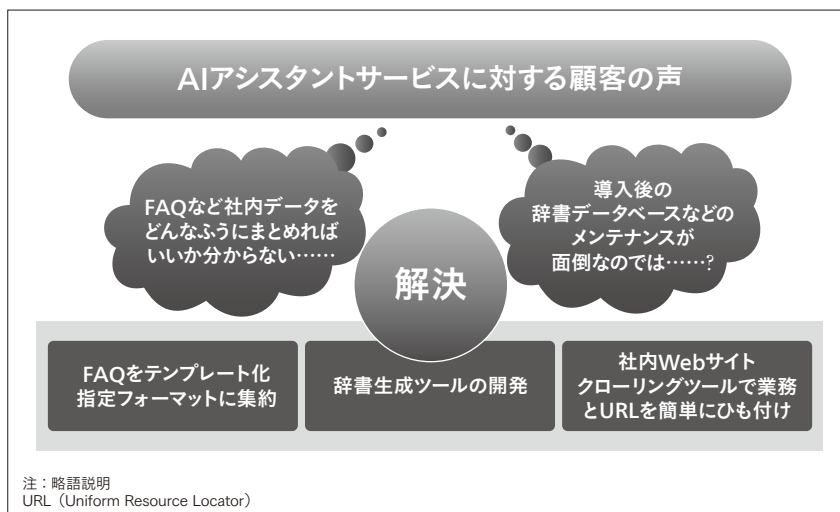 AIアシスタントサービスに対する顧客の声
FAQなど社内データを
どんなふうにまとめれば
いいか分からない……
導入後の
辞書データベースなどの
メンテナンスが
面倒なのでは……?
解決
FAQをテンプレート化
指定フォーマットに集約
辞書生成ツールの開発
社内Webサイト
クローリングツールで業務
とURLを簡単にひも付け
注：略語説明
URL（Uniform Resource Locator）